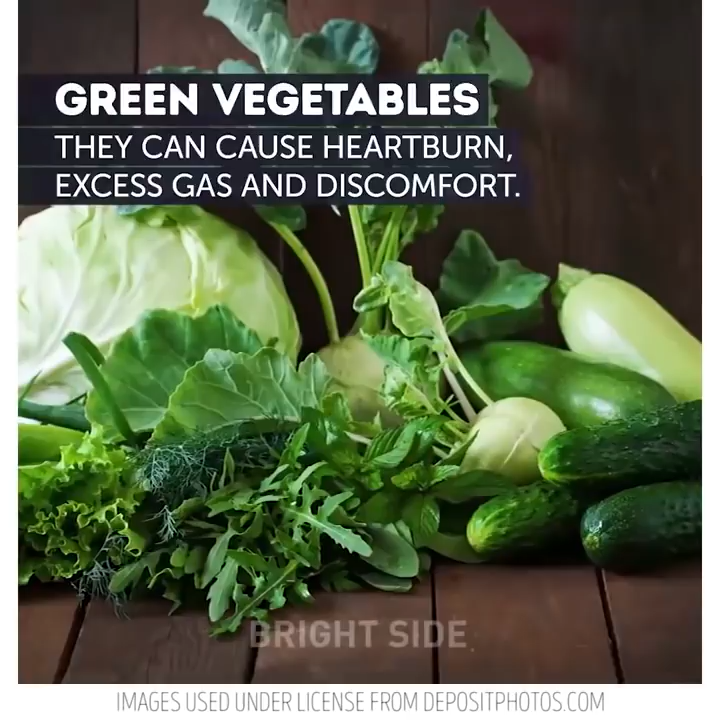 GREEN VEGETABLES
THEY CAN CAUSE HEARTBURN,
EXCESS GAS AND DISCOMFORT.
BRIGHT SIDE
IMAGES USED UNDER LICENSE FROM DEPOSITPHOTOS.COM